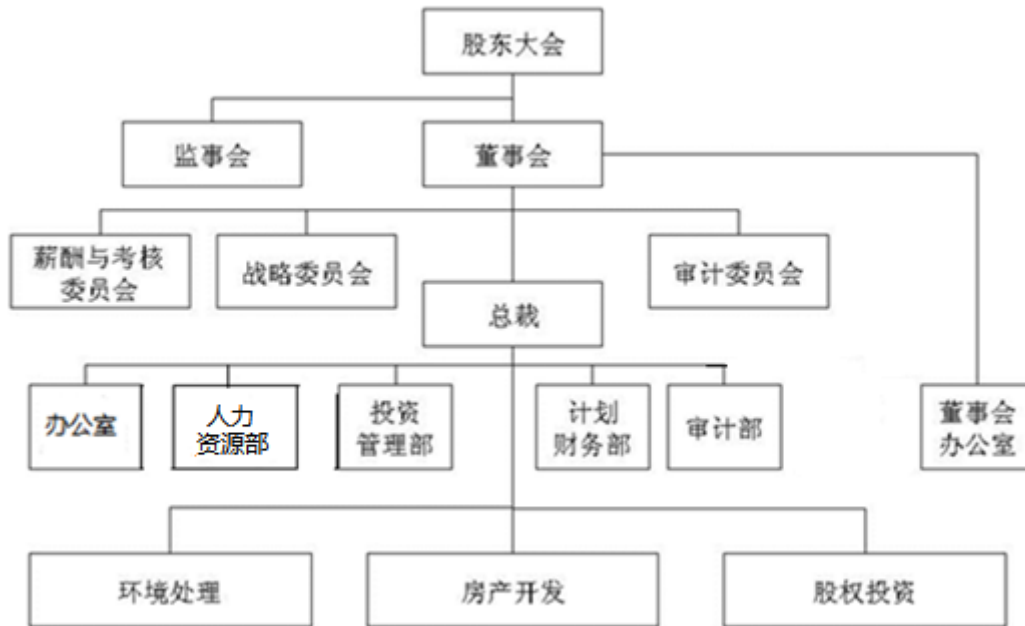 股东大会
监事会
董事会
薪酬与考核
委员会
战略委员会
审计委员会
总裁
办公室
人力
资源部
投资
管理部
计划
财务部
审计部
董事会
办公室
环境处理
房产开发
股权投资